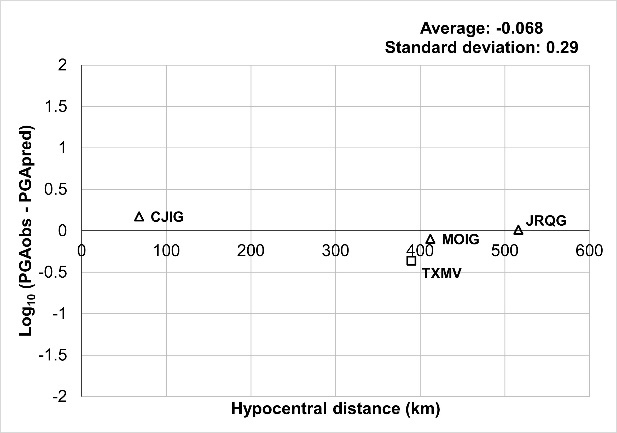 Average: -0.068
Standard deviation: 0.29
2
1.5
1
0.5
0
-0.5
-1
-1.5
-2
0 100 200 300 400 500 600
CJIG
MOIG
JRQG
TXMV
Log10 (PGAobs - PGApred)
Hypocentral distance (km)